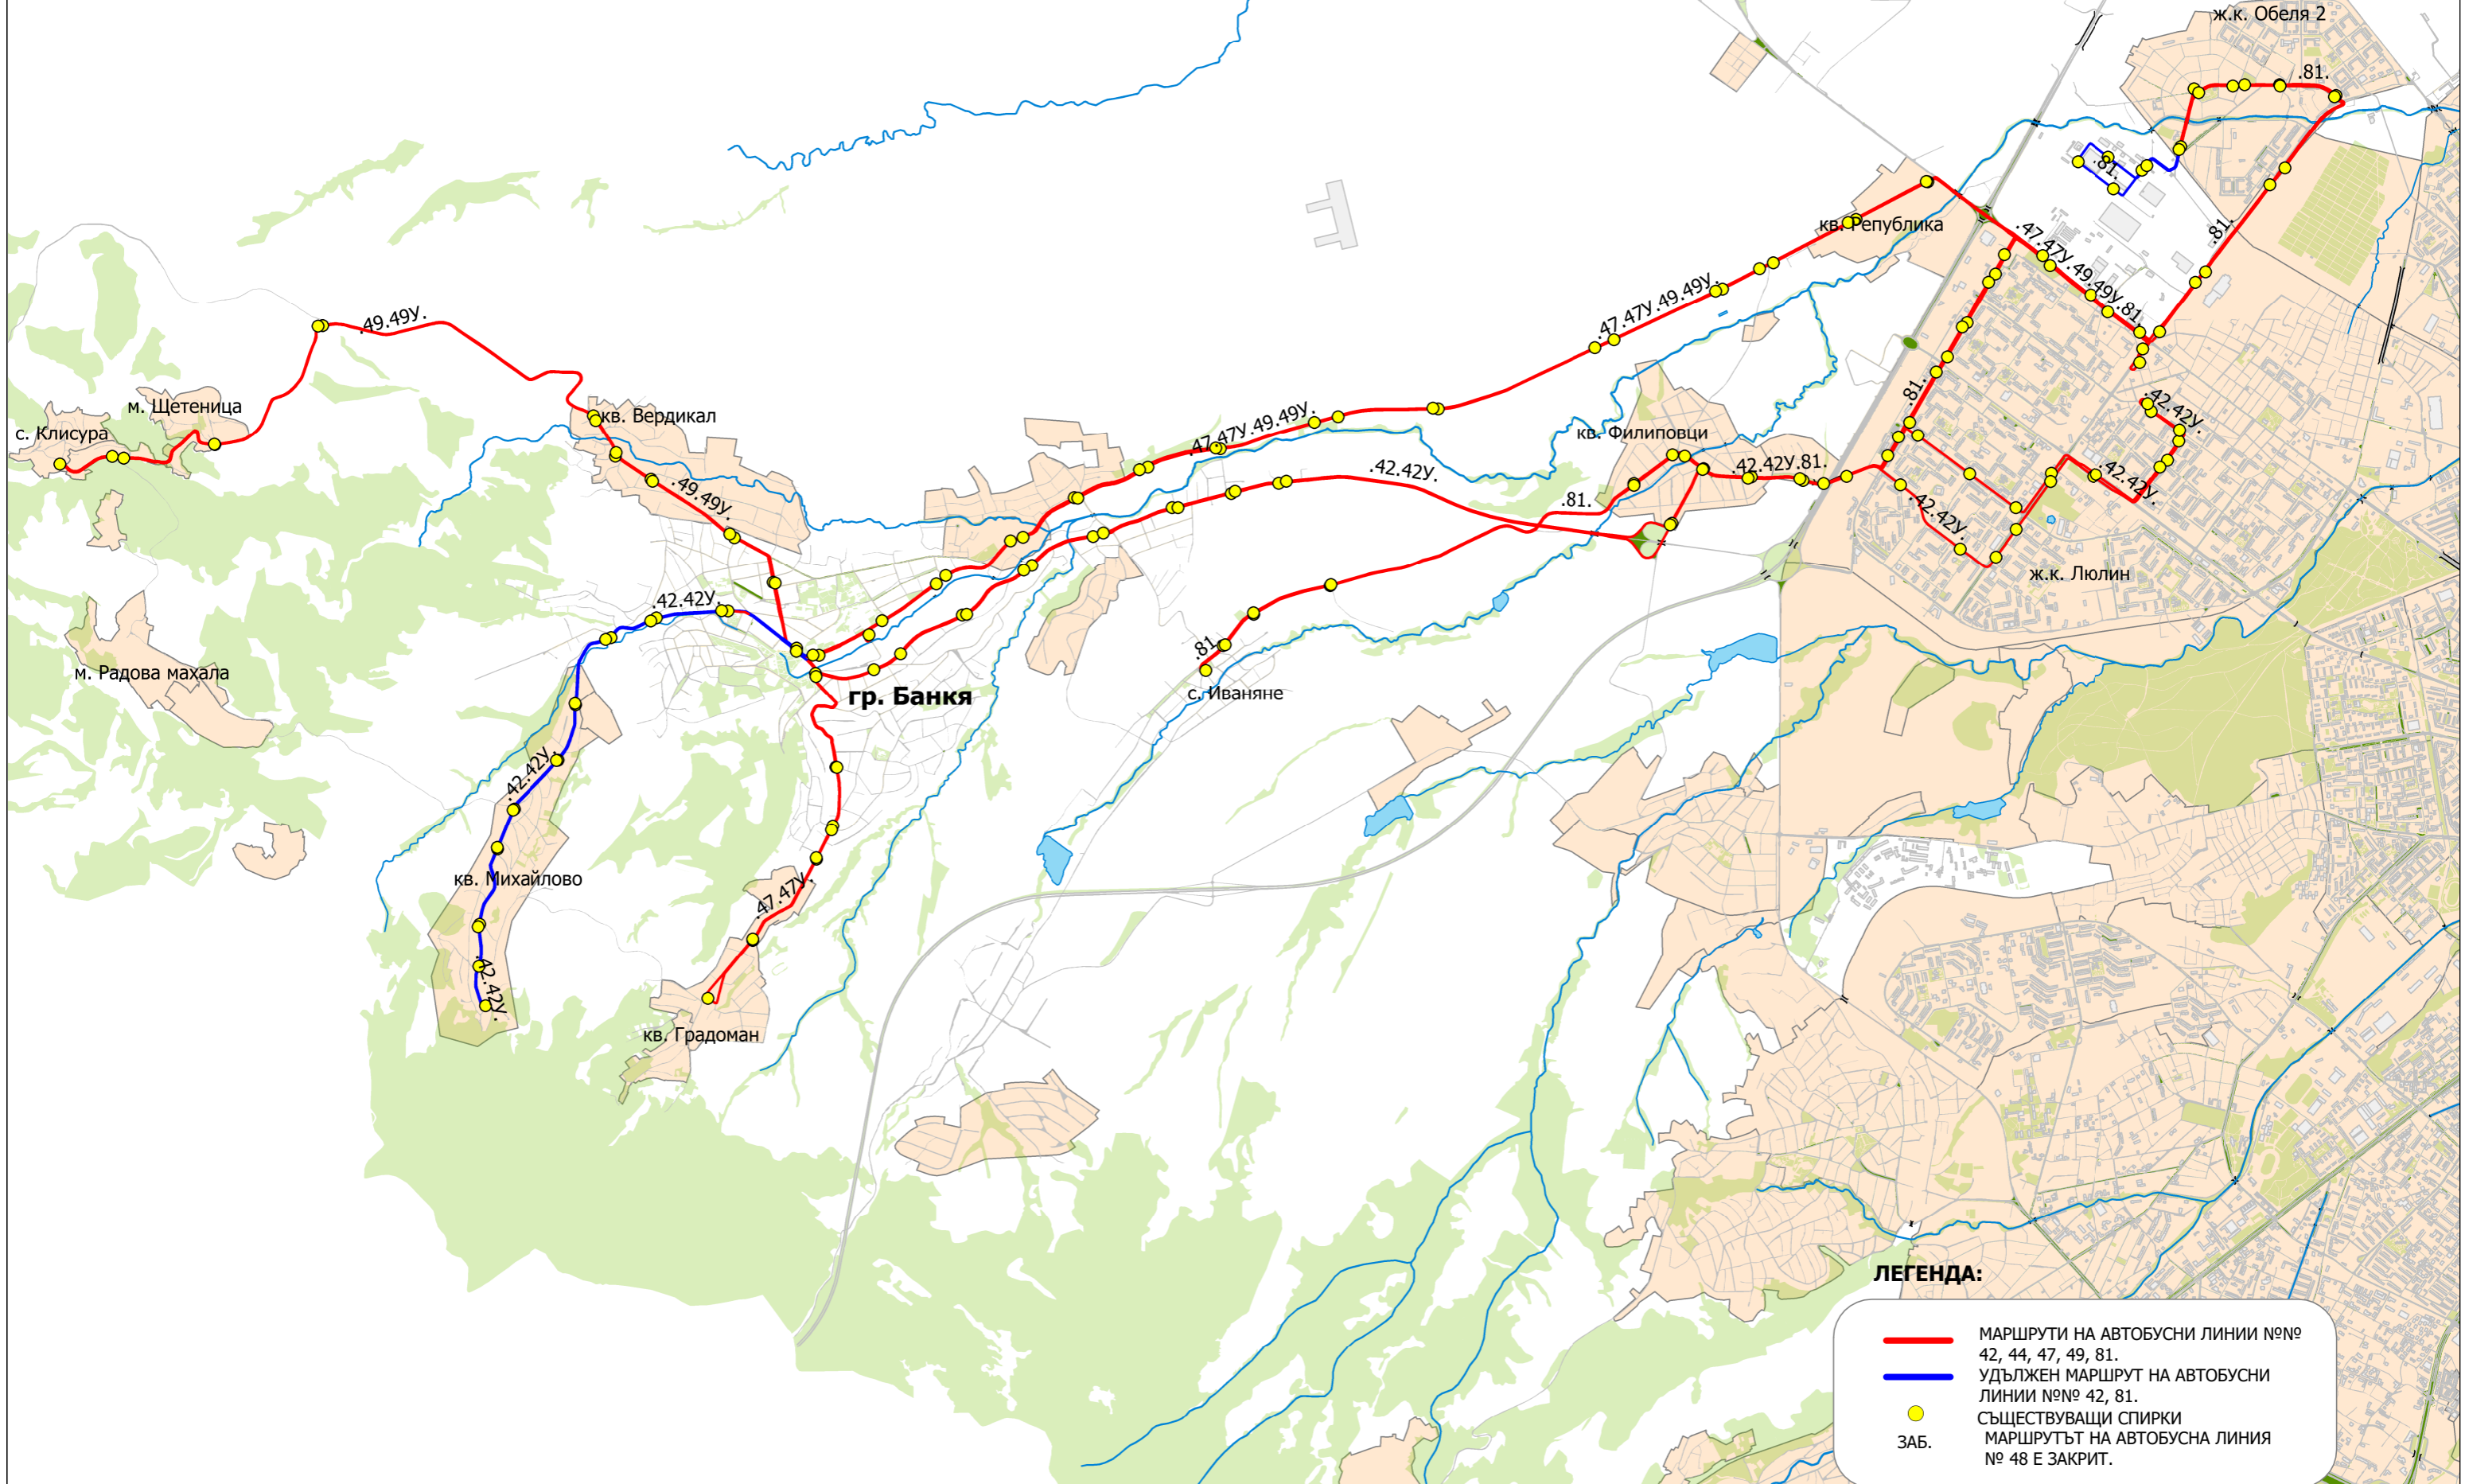 ж.к. Обеля 2
.81.
.81.
.81.
кв. Република
.47.47У.49.49У.81.
.47.47У.49.49У.
.49.49У.
м. Щетеница
с. Клисура
кв. Вердикал
.47.47У.49.49У.
кв. Филиповци
.81.
.42.42У.
.42.42У.
.42.42У.81.
.42.42У.
.49.49У.
.81.
.42.42У.
ж.к. Люлин
.42.42У.
.81.
м. Радова махала
гр. Банкя
с. Иваняне
.42.42У.
кв. Михайлово
.47.47У.
.42.42У.
кв. Градоман
ЛЕГЕНДА:
МАРШРУТИ НА АВТОБУСНИ ЛИНИИ №№
42, 44, 47, 49, 81.
УДЪЛЖЕН МАРШРУТ НА АВТОБУСНИ
ЛИНИИ №№ 42, 81.
СЪЩЕСТВУВАЩИ СПИРКИ
ЗАБ. МАРШРУТЪТ НА АВТОБУСНА ЛИНИЯ
№ 48 Е ЗАКРИТ.